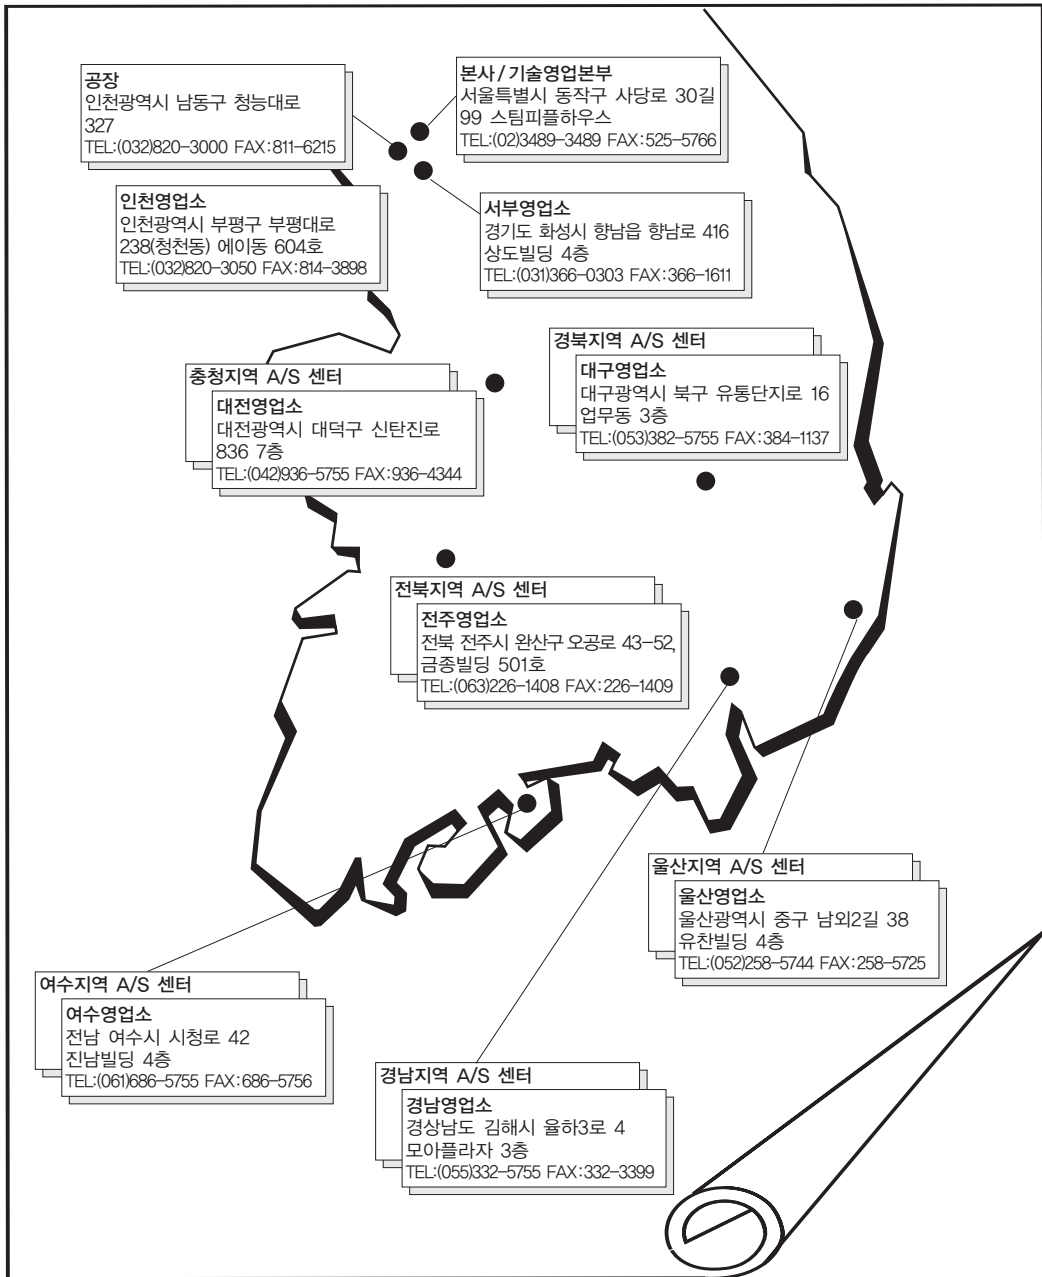 공장
인천광역시 남동구 청능대로
327
TEL:(032)820-3000 FAX:811-6215
본사/기술영업본부
서울특별시 동작구 사당로 30길
99 스팀피플하우스
TEL:(02)3489-3489 FAX:525-5766
인천영업소
인천광역시 부평구 부평대로
238(청천동) 에이동 604호
TEL:(032)820-3050 FAX:814-3898
서부영업소
경기도 화성시 향남읍 향남로 416
상도빌딩 4층
TEL:(031)366-0303 FAX:366-1611
경북지역 A/S 센터
대구영업소
대구광역시 북구 유통단지로 16
업무동 3층
TEL:(053)382-5755 FAX:384-1137
충청지역 A/S 센터
대전영업소
대전광역시 대덕구 신탄진로
836 7층
TEL:(042)936-5755 FAX:936-4344
전북지역 A/S 센터
전주영업소
전북 전주시 완산구 오공로 43-52,
금종빌딩 501호
TEL:(063)226-1408 FAX:226-1409
울산지역 A/S 센터
울산영업소
울산광역시 중구 남외2길 38
유찬빌딩 4층
TEL:(052)258-5744 FAX:258-5725
여수지역 A/S 센터
여수영업소
전남 여수시 시청로 42
진남빌딩 4층
TEL:(061)686-5755 FAX:686-5756
경남지역 A/S 센터
경남영업소
경상남도 김해시 율하3로 4
모아플라자 3층
TEL:(055)332-5755 FAX:332-3399